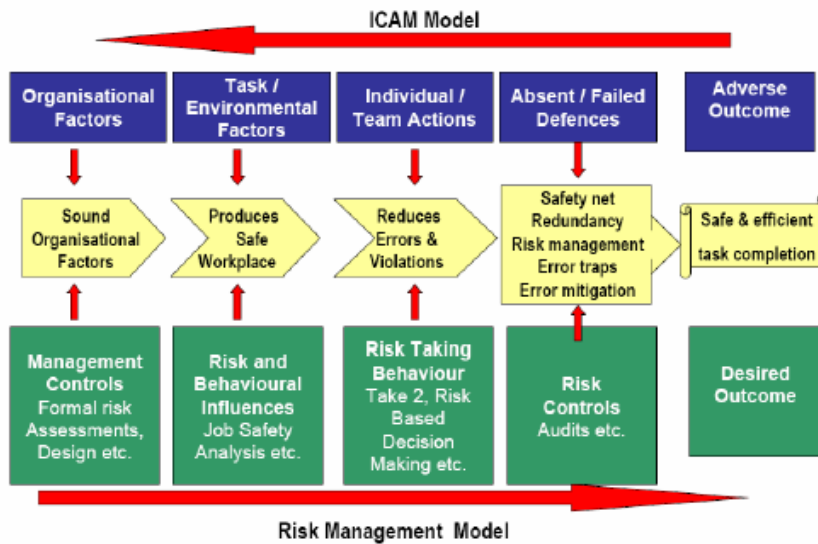 ICAM Model
Organisational
Factors
Task /
Environmental
Factors
Individual /
Team Actions
Absent / Failed
Defences
Adverse
Outcome
Sound
Organisational
Factors
Produces
Safe
Workplace
Reduces
Errors &
Violations
Safety net
Redundancy
Risk management
Error traps
Error mitigation
Safe & efficient
task completion
Management
Controls
Formal risk
Assessments,
Design etc.
Risk and
Behavioural
Influences
Job Safety
Analysis etc.
Risk Taking
Behaviour
Take 2, Risk
Based
Decision
Making etc.
Risk
Controls
Audits etc.
Desired
Outcome
Risk Management Model